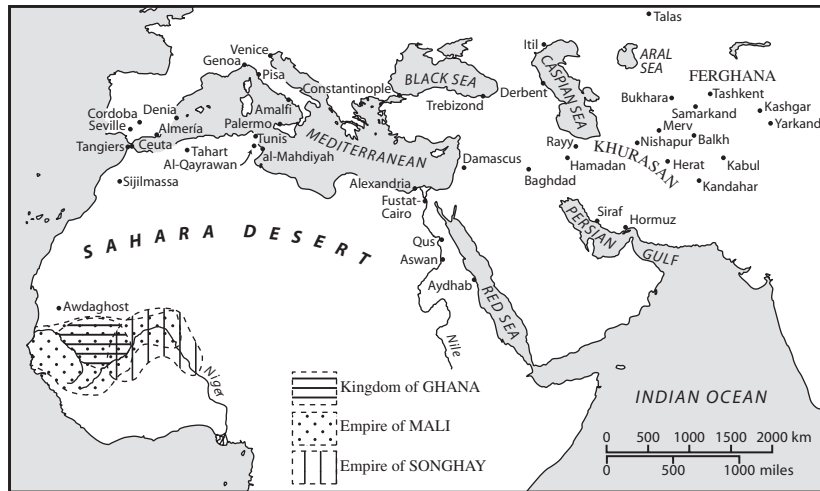 Talas
Venice
Genoa
Itil
ARAL
SEA
Pisa
CASPIAN SEA
BLACK SEA
FERGHANA
Constantinople
Derbent
Tashkent
Bukhara
Trebizond
Cordoba
Denia
Amalfi
Samarkand
Kashgar
Seville
Palermo
Merv
Yarkand
Almería
Tunis
MEDITERRANEAN
Rayy
Nishapur
Balkh
Tangiers
Ceuta
Tahart
al-Mahdiyah
Damascus
KHURASAN
Al-Qayrawan
Hamadan
Herat
Kabul
Sijilmassa
Alexandria
Baghdad
Kandahar
Fustat-
Cairo
Siraf
Hormuz
SAHARA DESERT
Qus
PERSIAN
GULF
Aswan
Aydhab
RED SEA
Awdaghost
Nile
Niger
Kingdom of GHANA
INDIAN OCEAN
Empire of MALI
0 500 1000 1500 2000 km
Empire of SONGHAY
0 500 1000 miles